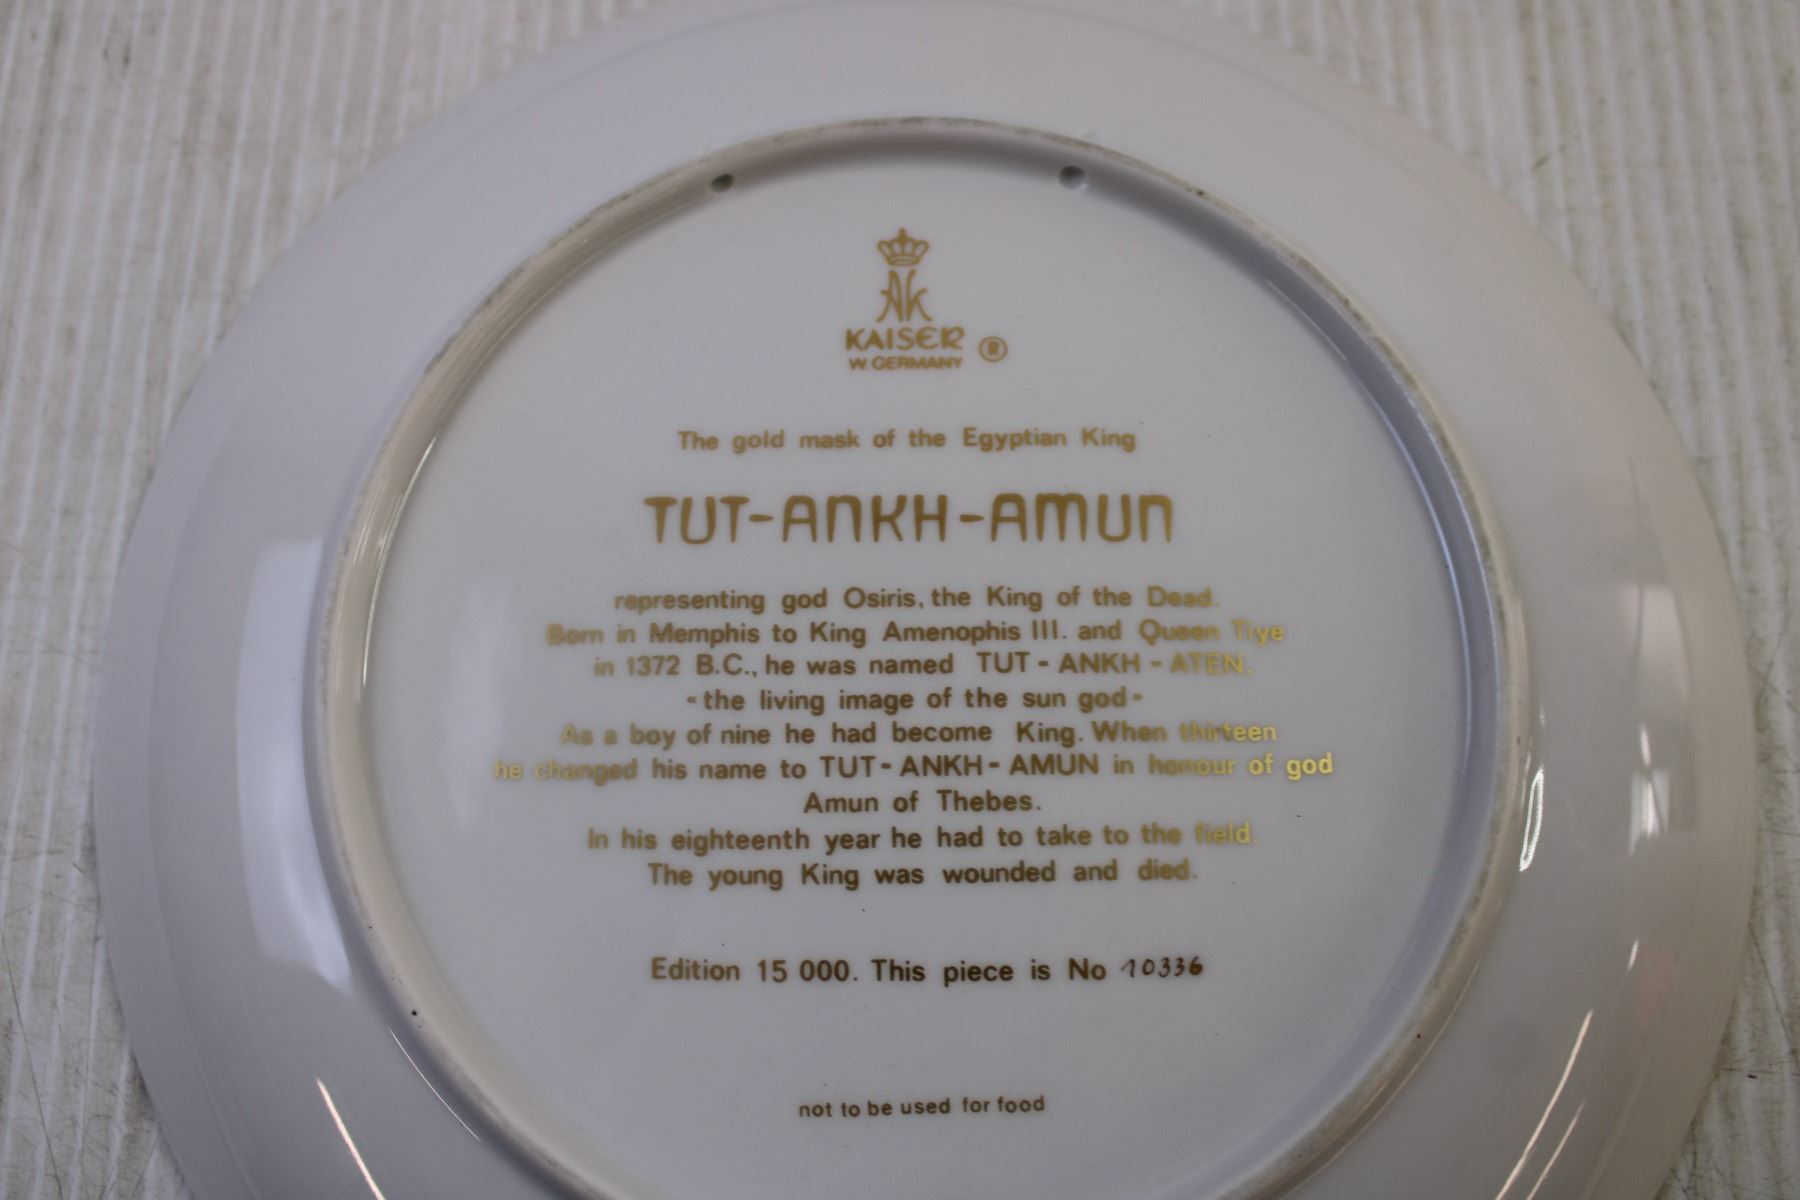 AK
KAISER ®
W. GERMANY
The gold mask of the Egyptian King
TUT-ANKH-AMUN
representing god Osiris, the King of the Dead.
Born in Memphis to King Amenophis III. and Queen Tiye
in 1372 B.C., he was named TUT - ANKH - ATEN,
«the living image of the sun god»
As a boy of nine he had become King. When thirteen
he changed his name to TUT - ANKH - AMUN in honour of god
Amun of Thebes.
In his eighteenth year he had to take to the field.
The young King was wounded and died.
Edition 15 000. This piece is No 10336
not to be used for food